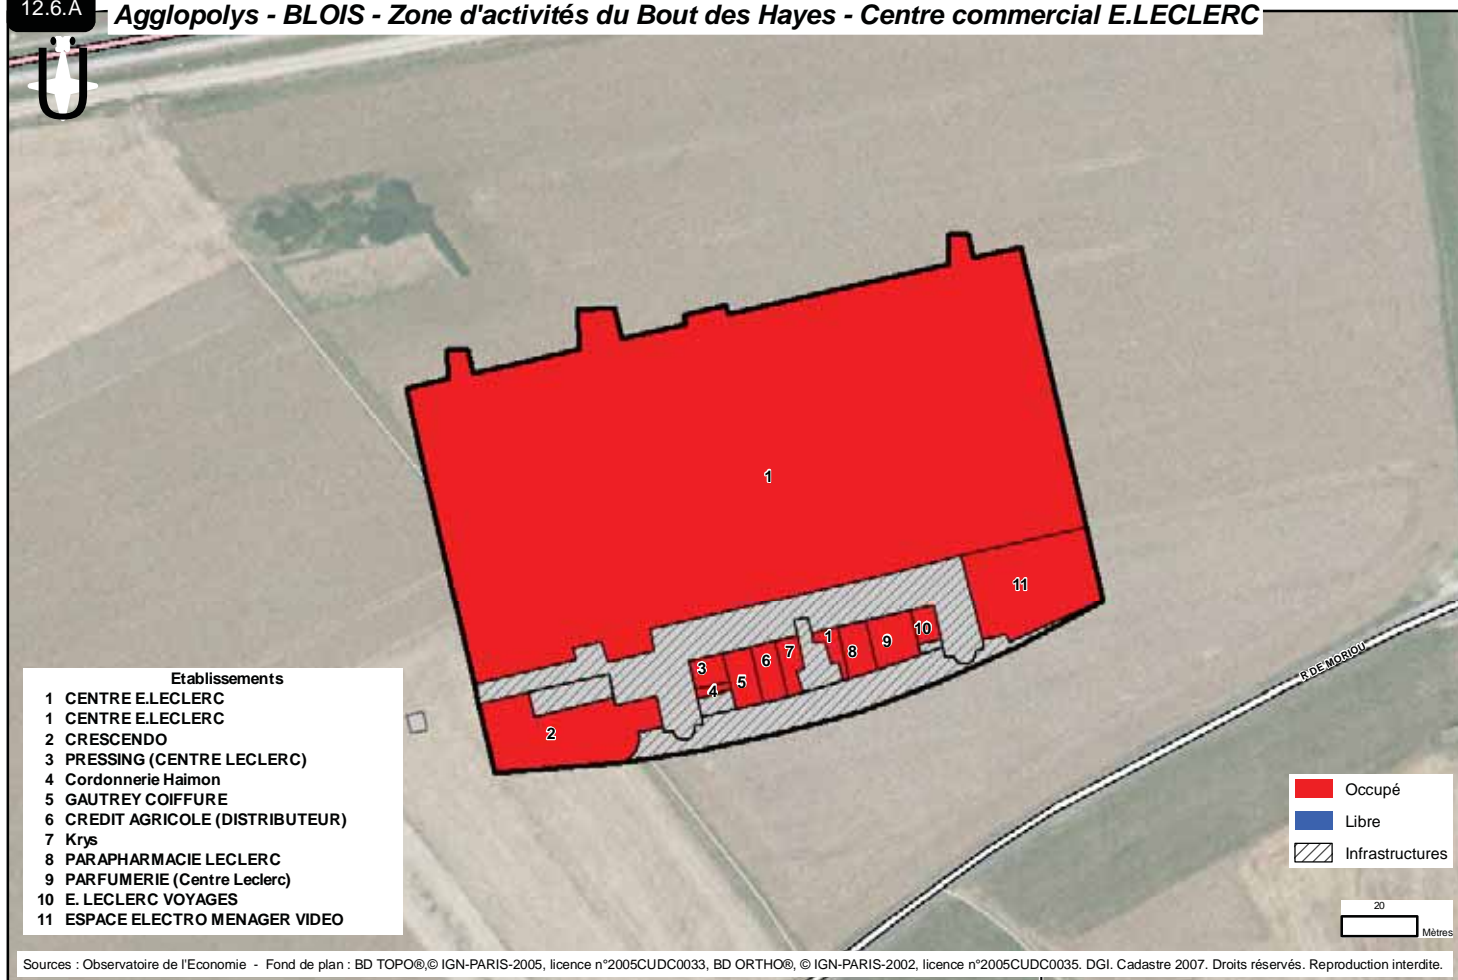 12.6.A
Agglopolys - BLOIS - Zone d'activités du Bout des Hayes - Centre commercial E.LECLERC
1
11
10
1
9
8
7
6
3
5
4
2
R DE MORIOU
Etablissements
1 CENTRE E.LECLERC
1 CENTRE E.LECLERC
2 CRESCENDO
3 PRESSING (CENTRE LECLERC)
4 Cordonnerie Haimon
5 GAUTREY COIFFURE
6 CREDIT AGRICOLE (DISTRIBUTEUR)
7 Krys
8 PARAPHARMACIE LECLERC
9 PARFUMERIE (Centre Leclerc)
10 E. LECLERC VOYAGES
11 ESPACE ELECTRO MENAGER VIDEO
Occupé
Libre
Infrastructures
20
Mètres
Sources : Observatoire de l'Economie - Fond de plan : BD TOPO®,© IGN-PARIS-2005, licence n°2005CUDC0033, BD ORTHO®, © IGN-PARIS-2002, licence n°2005CUDC0035. DGI. Cadastre 2007. Droits réservés. Reproduction interdite.